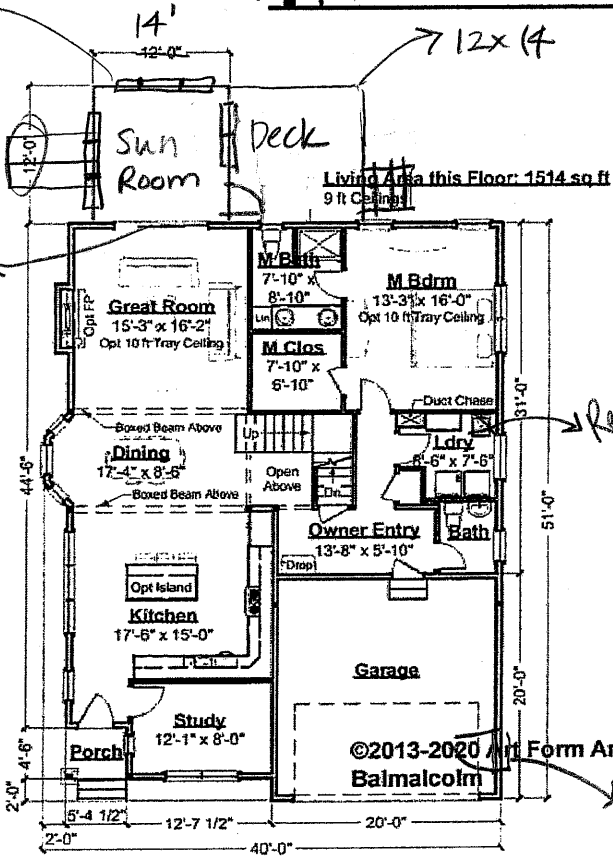 14'
12'-0"
12x14
12'-0"
Sun Room
Deck
Living Area this Floor: 1514 sq ft
9 ft Ceilings
M Bath
7'-10" x
8'-10"
Lin
M Bdrm
13'-3" x 16'-0"
Opt 10 ft Tray Ceiling
Great Room
15'-3" x 16'-2"
Opt 10 ft Tray Ceiling
Opt FP
M Clos
7'-10" x
6'-10"
Duct Chase
31'-0"
Boxed Beam Above
Up
Dining
17'-4" x 8'-6"
Open
Above
Dn
Ldry
6'-6" x 7'-6"
44'-6"
Boxed Beam Above
51'-0"
Owner Entry
13'-8" x 5'-10"
Bath
Drop
Opt Island
Kitchen
17'-6" x 15'-0"
Garage
20'-0"
Study
12'-1" x 8'-0"
Porch
4'-6"
©2013-2020 Art Form Ar
Balmalcolm
2'-0"
5'-4 1/2"
12'-7 1/2"
20'-0"
2'-0"
40'-0"